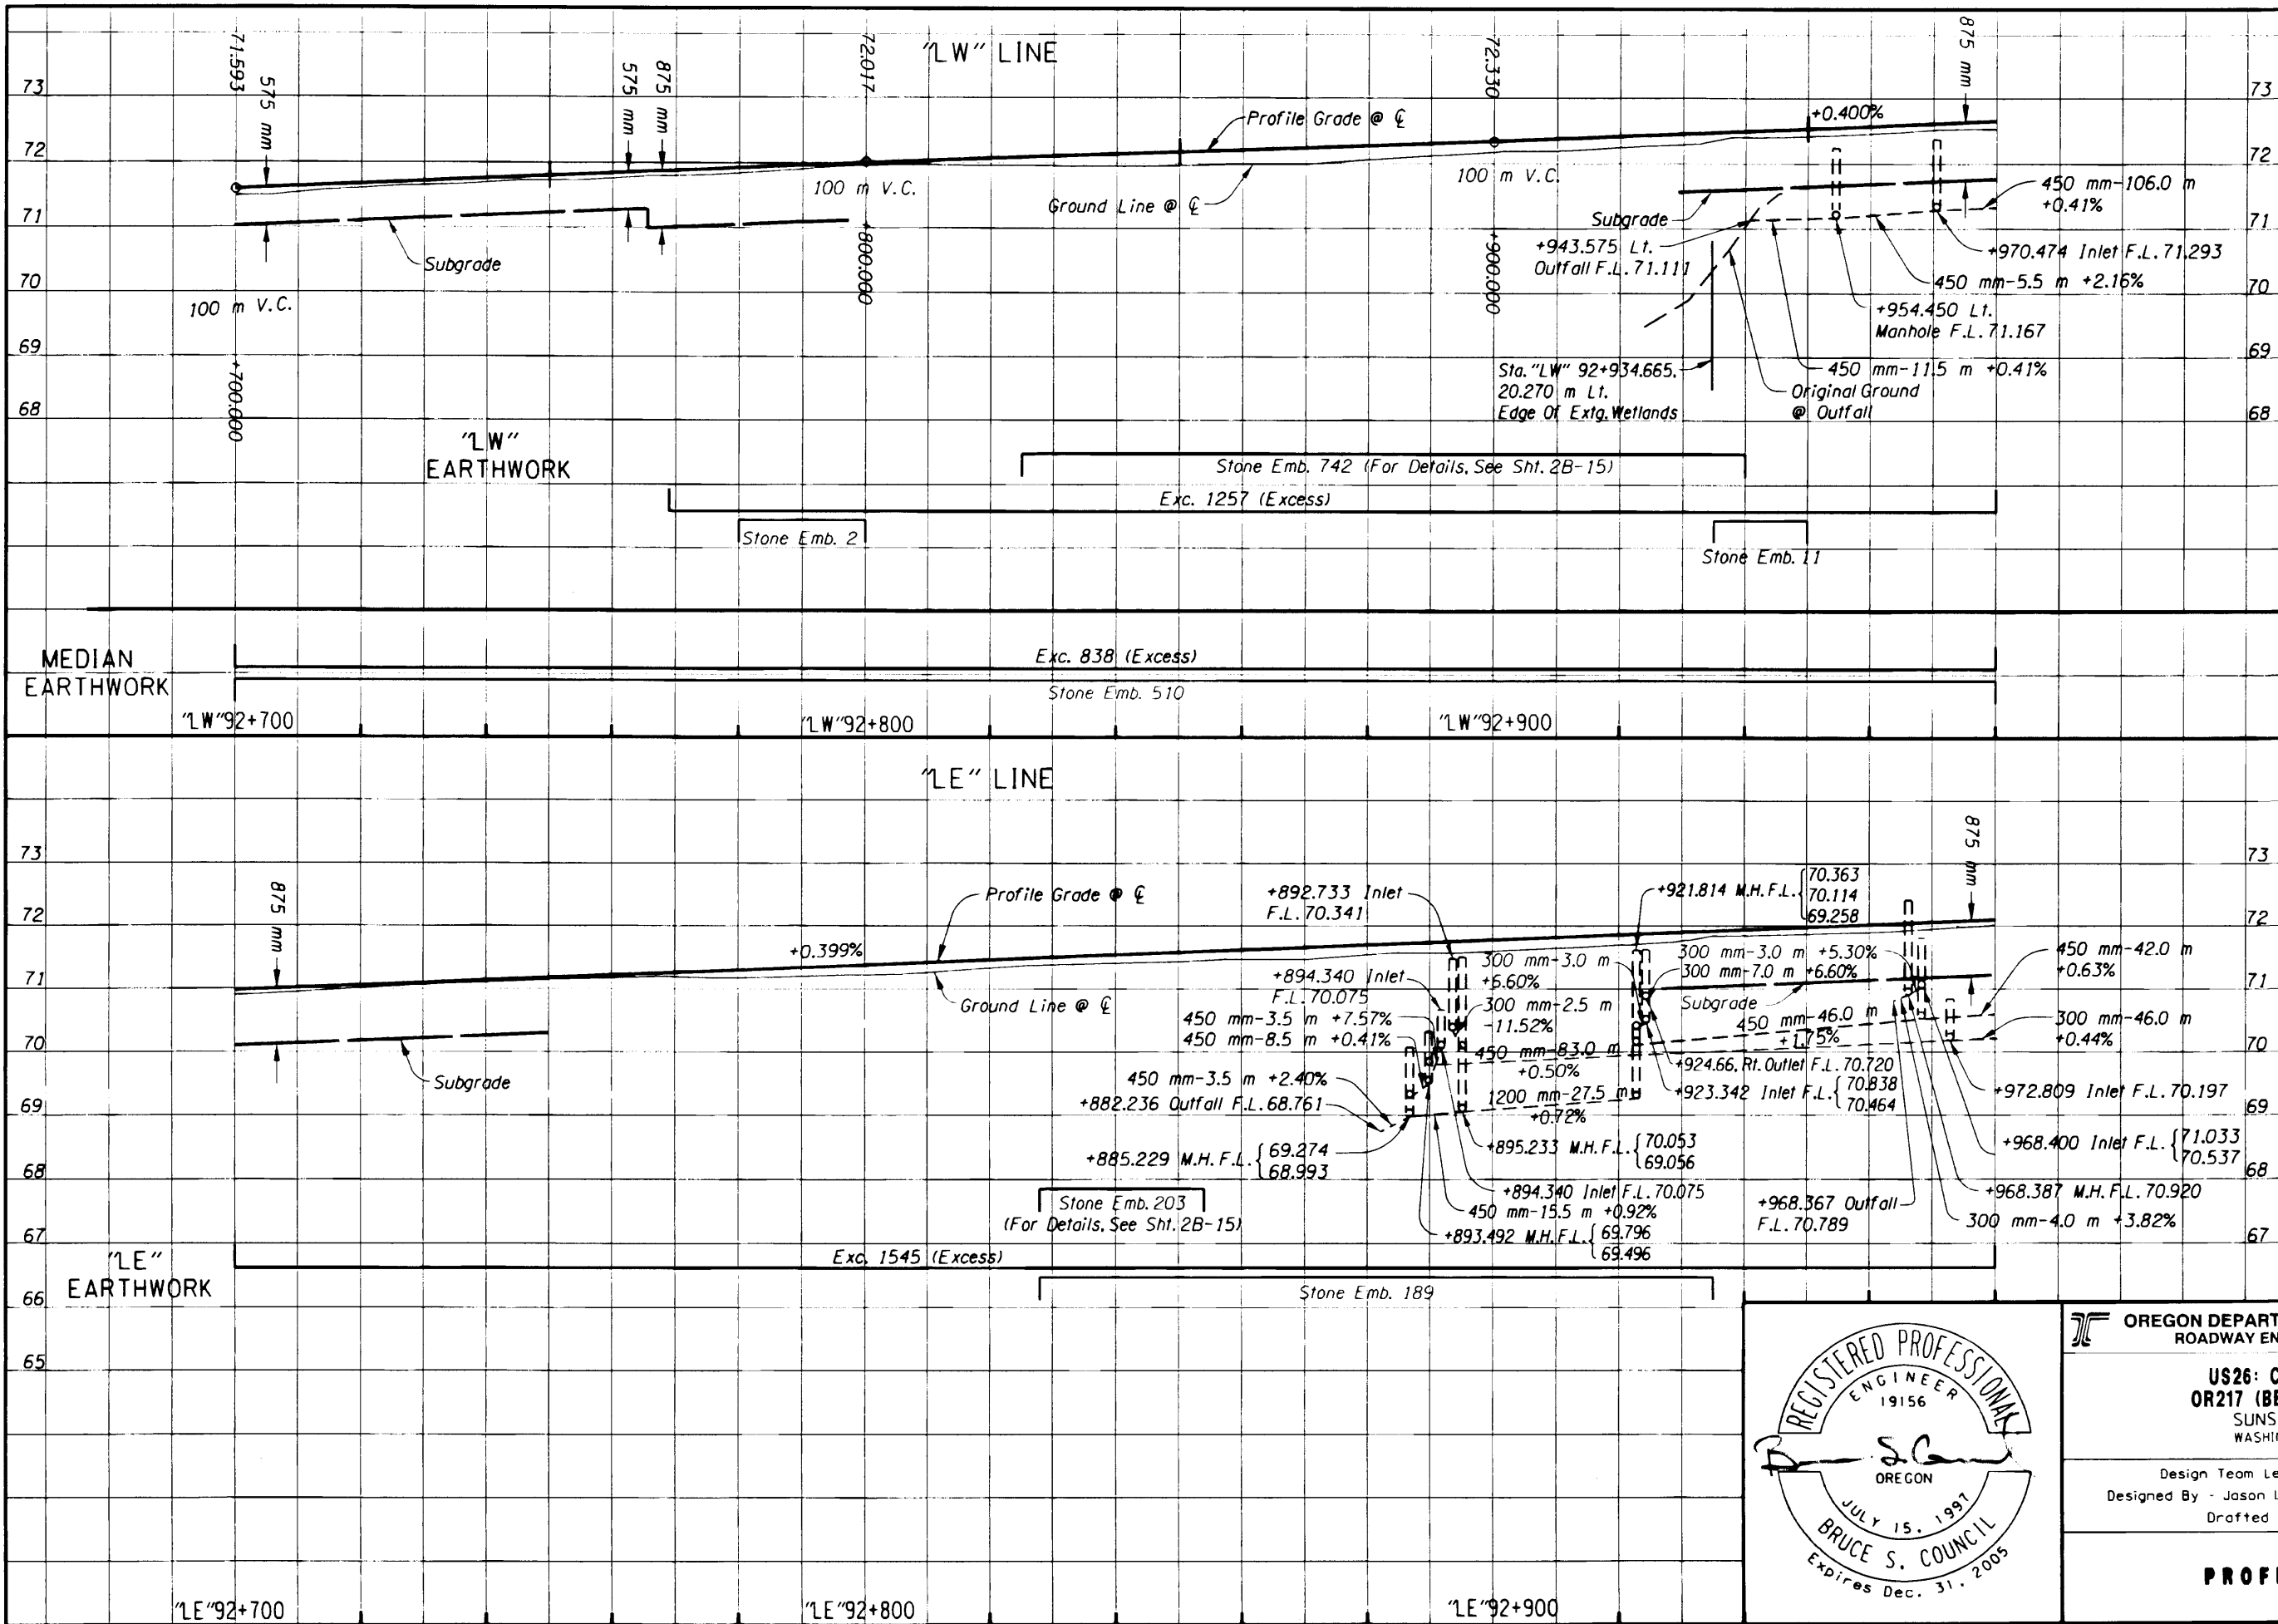 "LW" LINE
71.593
575 mm
575 mm
875 mm
72.017
72.330
875 mm
73
73
Profile Grade @ ℄
+0.400%
72
72
100 m V.C.
100 m V.C.
Ground Line @ ℄
450 mm-106.0 m
+0.41%
Subgrade
71
71
+943.575 Lt.
Outfall F.L. 71.111
+970.474 Inlet F.L. 71.293
Subgrade
+800.000
+900.000
450 mm-5.5 m +2.16%
70
70
100 m V.C.
+954.450 Lt.
Manhole F.L. 71.167
69
69
+700.000
Sta. "LW" 92+934.665,
20.270 m Lt.
Edge Of Extg. Wetlands
450 mm-11.5 m +0.41%
Original Ground
@ Outfall
68
68
"LW"
EARTHWORK
Stone Emb. 742 (For Details, See Sht. 2B-15)
Exc. 1257 (Excess)
Stone Emb. 2
Stone Emb. 11
MEDIAN
EARTHWORK
Exc. 838 (Excess)
Stone Emb. 510
"LW"92+700
"LW"92+800
"LW"92+900
"LE" LINE
73
73
875 mm
875 mm
Profile Grade @ ℄
+892.733 Inlet
F.L. 70.341
+921.814 M.H. F.L. { 70.363
70.114
69.258
72
72
+0.399%
300 mm-3.0 m
+6.60%
300 mm-3.0 m +5.30%
300 mm-7.0 m +6.60%
450 mm-42.0 m
+0.63%
71
71
Ground Line @ ℄
+894.340 Inlet
F.L. 70.075
300 mm-2.5 m
-11.52%
Subgrade
450 mm-46.0 m
+1.75%
300 mm-46.0 m
+0.44%
450 mm-3.5 m +7.57%
450 mm-8.5 m +0.41%
70
70
450 mm-83.0 m
+0.50%
+924.66, Rt. Outlet F.L. 70.720
Subgrade
450 mm-3.5 m +2.40%
+882.236 Outfall F.L. 68.761
1200 mm-27.5 m
+0.72%
+923.342 Inlet F.L. { 70.838
70.464
+972.809 Inlet F.L. 70.197
69
69
+885.229 M.H. F.L. { 69.274
68.993
+895.233 M.H. F.L. { 70.053
69.056
+968.400 Inlet F.L. { 71.033
70.537
68
68
Stone Emb. 203
(For Details, See Sht. 2B-15)
+894.340 Inlet F.L. 70.075
450 mm-15.5 m +0.92%
+893.492 M.H. F.L. { 69.796
69.496
+968.367 Outfall
F.L. 70.789
+968.387 M.H. F.L. 70.920
300 mm-4.0 m +3.82%
67
67
"LE"
EARTHWORK
Exc. 1545 (Excess)
Stone Emb. 189
66
65
REGISTERED PROFESSIONAL
ENGINEER
19156
OREGON
JULY 15, 1997
BRUCE S. COUNCIL
Expires Dec. 31, 2005
OREGON DEPART
ROADWAY EN
US26: C
OR217 (BE
SUNS
WASHI
Design Team Le
Designed By - Jason L
Drafted
PROF
"LE"92+700
"LE"92+800
"LE"92+900